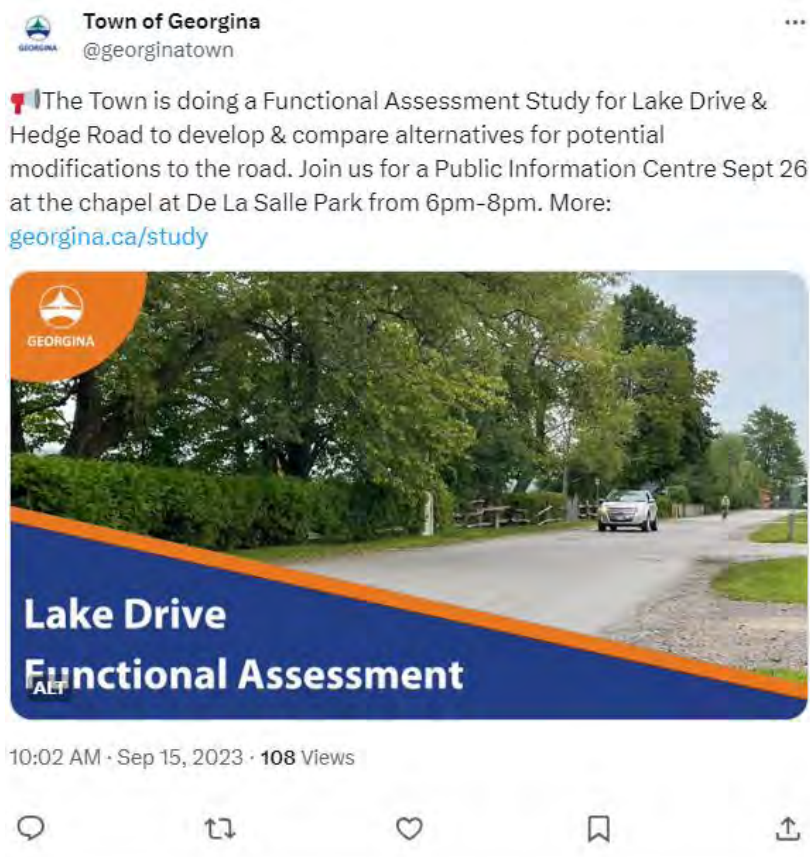 Town of Georgina
GEORGINA
@georginatown
📢The Town is doing a Functional Assessment Study for Lake Drive &
Hedge Road to develop & compare alternatives for potential
modifications to the road. Join us for a Public Information Centre Sept 26
at the chapel at De La Salle Park from 6pm-8pm. More:
georgina.ca/study
GEORGINA
Lake Drive
Functional Assessment
ALT
10:02 AM · Sep 15, 2023 · 108 Views